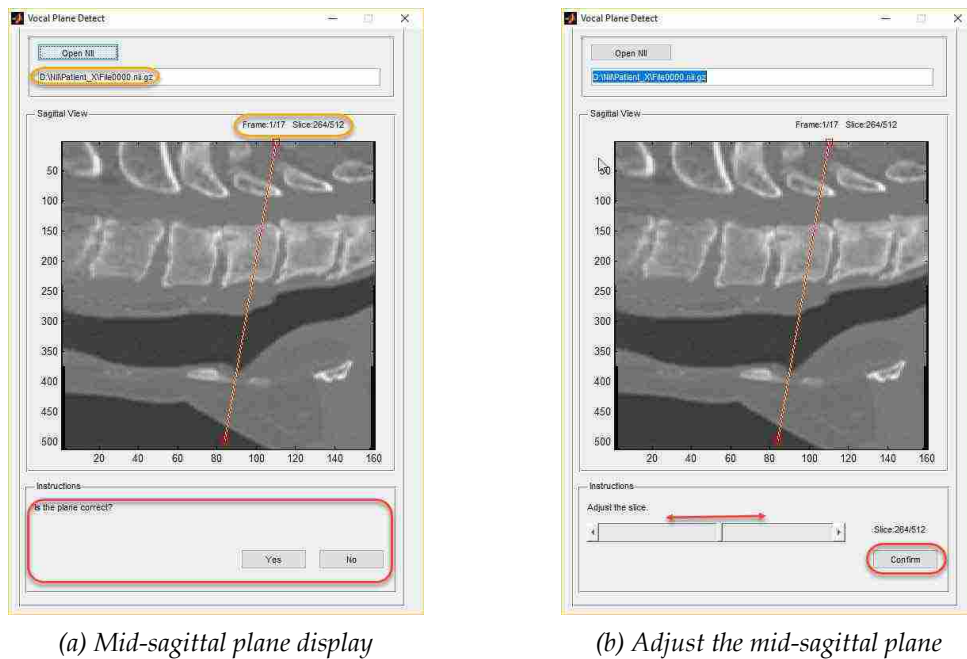 Vocal Plane Detect
Open NII
D:\Nii\Patient_X\File0000.nii.gz
Sagittal View
Frame:1/17 Slice:264/512
50
100
150
200
250
300
350
400
450
500
20 40 60 80 100 120 140 160
Instructions
Is the plane correct?
Yes No
(a) Mid-sagittal plane display
Vocal Plane Detect
Open NII
D:\Nii\Patient_X\File0000.nii.gz
Sagittal View
Frame:1/17 Slice:264/512
50
100
150
200
250
300
350
400
450
500
20 40 60 80 100 120 140 160
Instructions
Adjust the slice.
Slice:264/512
Confirm
(b) Adjust the mid-sagittal plane